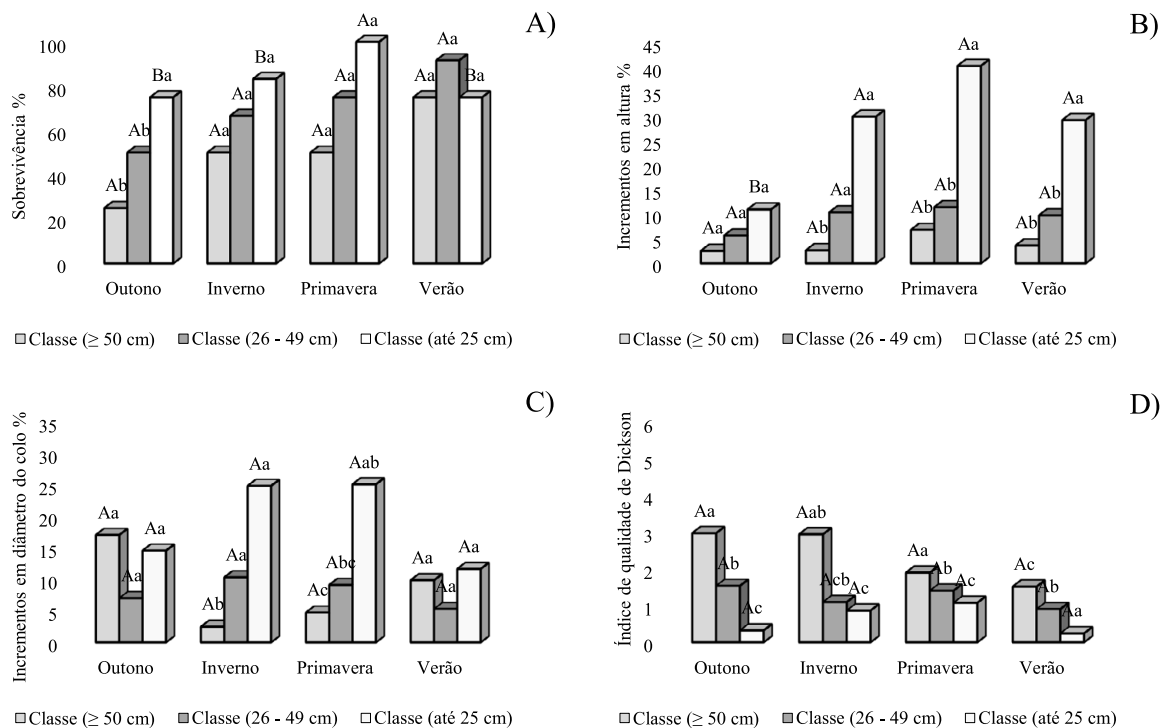 A)
Sobrevivência %
100
80
60
40
20
0
Ab Ab Ba
Aa Aa Ba
Aa Aa Aa
Aa Aa Ba
Outono Inverno Primavera Verão
Classe (≥ 50 cm) Classe (26 - 49 cm) Classe (até 25 cm)
B)
Incrementos em altura %
45
40
35
30
25
20
15
10
5
0
Aa Aa Ba
Ab Aa Aa
Ab Ab Aa
Ab Ab Aa
Outono Inverno Primavera Verão
Classe (≥ 50 cm) Classe (26 - 49 cm) Classe (até 25 cm)
C)
Incrementos em diâmetro do colo %
35
30
25
20
15
10
5
0
Aa Aa Aa
Ab Aa Aa
Ac Abc Aab
Aa Aa Aa
Outono Inverno Primavera Verão
Classe (≥ 50 cm) Classe (26 - 49 cm) Classe (até 25 cm)
D)
Índice de qualidade de Dickson
6
5
4
3
2
1
0
Aa Ab Ac
Aab Acb Ac
Aa Ab Ac
Ac Ab Aa
Outono Inverno Primavera Verão
Classe (≥ 50 cm) Classe (26 - 49 cm) Classe (até 25 cm)